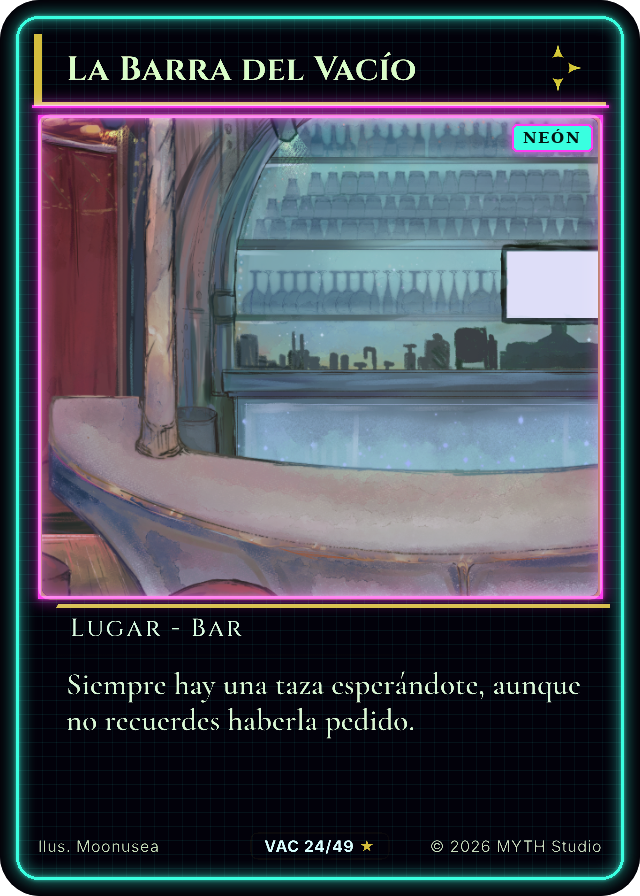 La Barra del Vacío
NEÓN
Lugar - Bar
Siempre hay una taza esperándote, aunque
no recuerdes haberla pedido.
Ilus. Moonusea
VAC 24/49 ★
© 2026 MYTH Studio